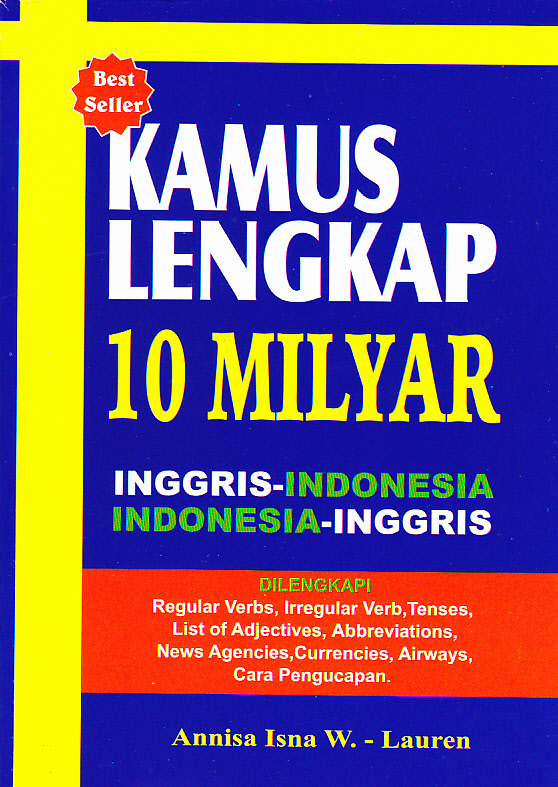 Best
Seller
KAMUS
LENGKAP
10 MILYAR
INGGRIS-INDONESIA
INDONESIA-INGGRIS
DILENGKAPI
Regular Verbs, Irregular Verb,Tenses,
List of Adjectives, Abbreviations,
News Agencies,Currencies, Airways,
Cara Pengucapan.
Annisa Isna W. - Lauren